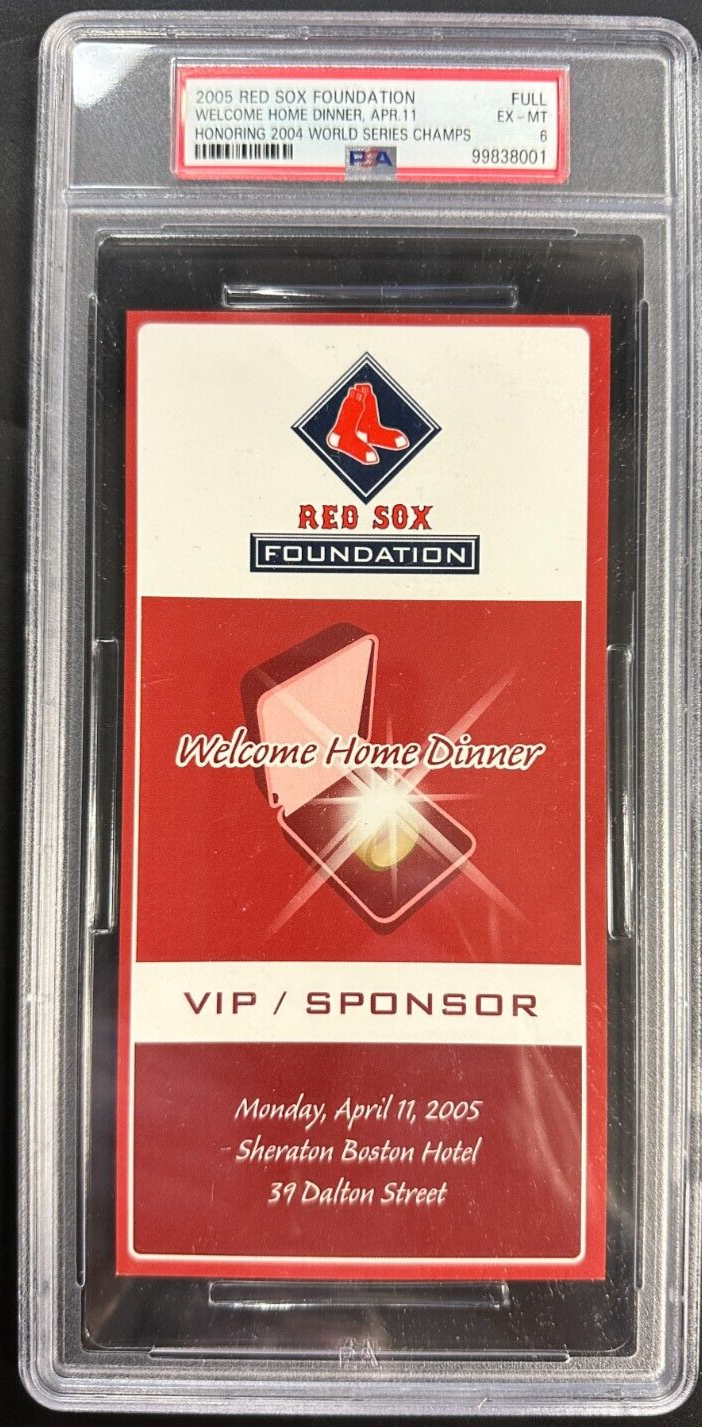 2005 RED SOX FOUNDATION FULL
WELCOME HOME DINNER, APR.11 EX-MT
HONORING 2004 WORLD SERIES CHAMPS 6
PSA 99838001
RED SOX
FOUNDATION
Welcome Home Dinner
VIP / SPONSOR
Monday, April 11, 2005
Sheraton Boston Hotel
39 Dalton Street
PSA